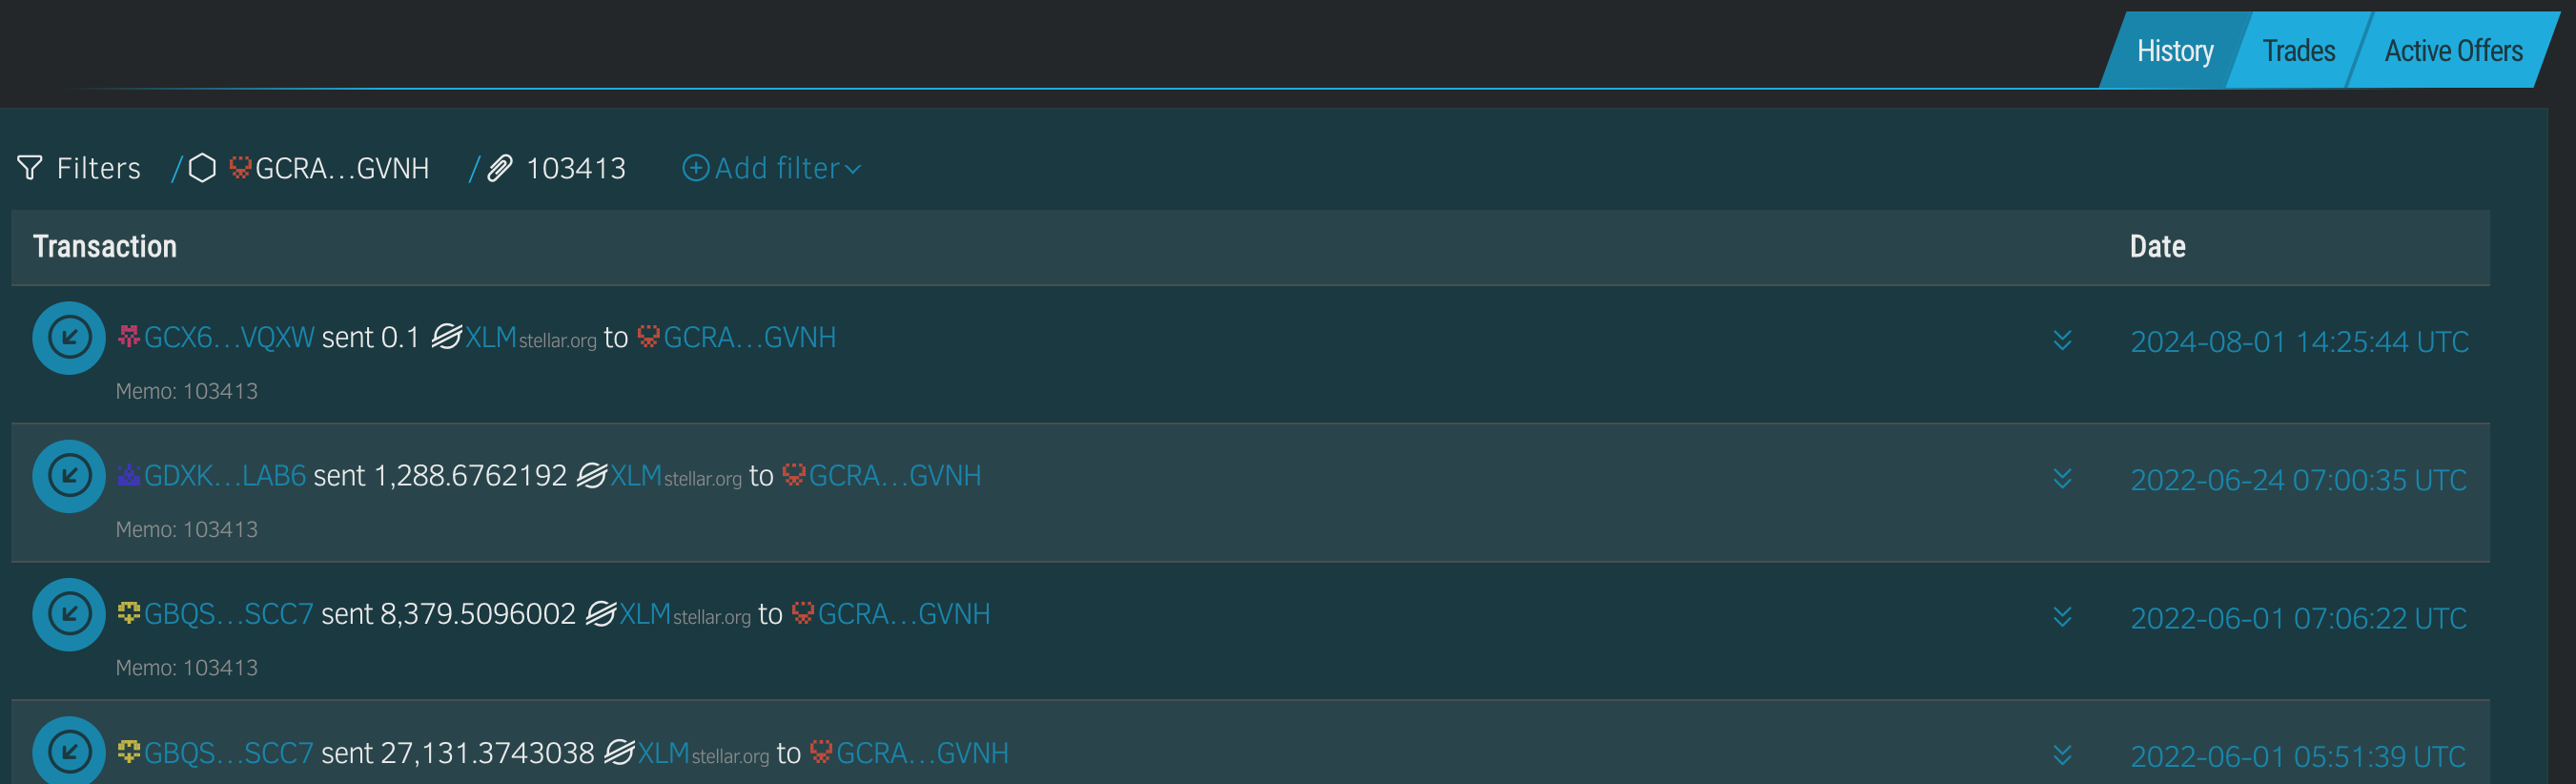 History Trades Active Offers
Filters / GCRA...GVNH / 103413 Add filter
Transaction Date
GCX6...VQXW sent 0.1 XLM stellar.org to GCRA...GVNH 2024-08-01 14:25:44 UTC
Memo: 103413
GDXK...LAB6 sent 1,288.6762192 XLM stellar.org to GCRA...GVNH 2022-06-24 07:00:35 UTC
Memo: 103413
GBQS...SCC7 sent 8,379.5096002 XLM stellar.org to GCRA...GVNH 2022-06-01 07:06:22 UTC
Memo: 103413
GBQS...SCC7 sent 27,131.3743038 XLM stellar.org to GCRA...GVNH 2022-06-01 05:51:39 UTC